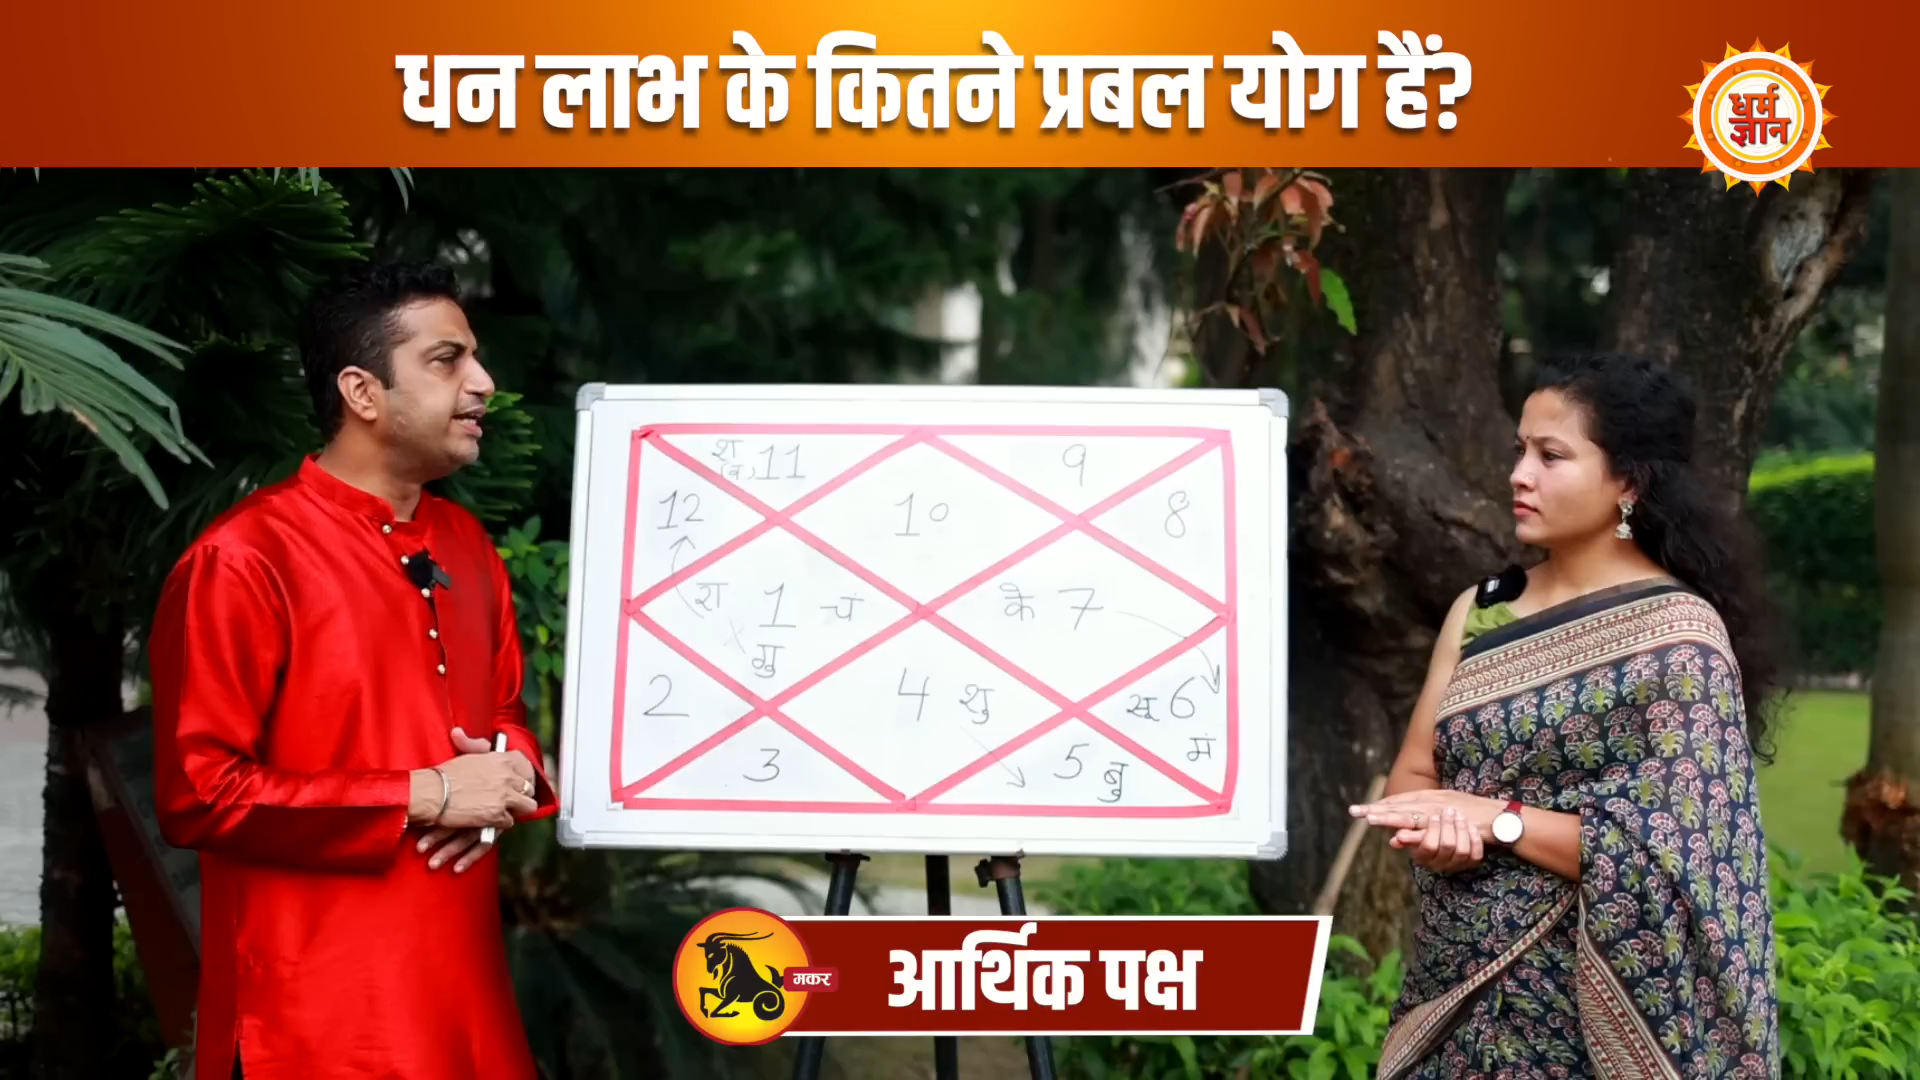 धन लाभ के कितने प्रबल योग हैं?
धर्म
ज्ञान
श 11
(व)
9
12
10
8
रा 1 चं
गु
के 7
2
4 शु
सू 6
मं
3
5 बु
मकर
आर्थिक पक्ष